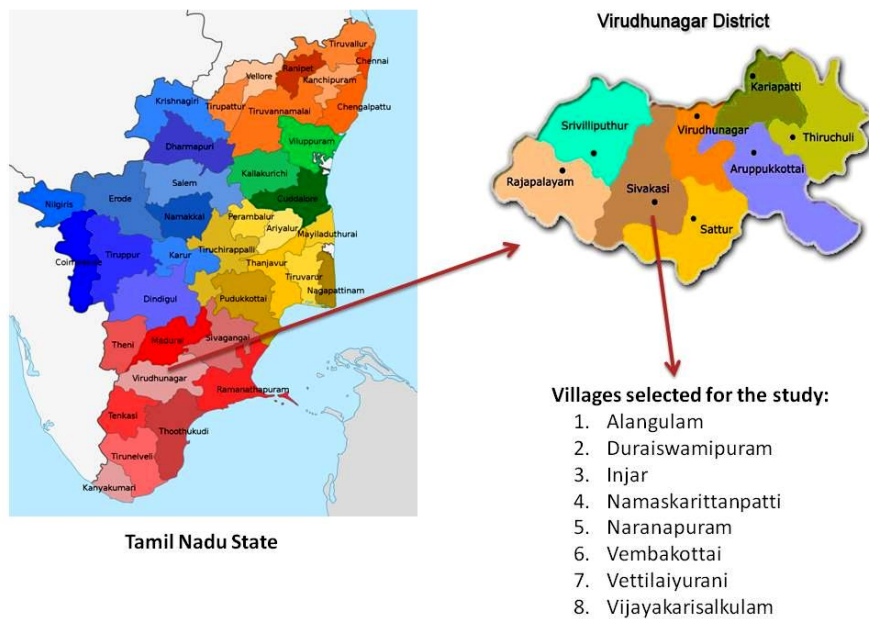 Virudhunagar District
Tiruvallur
Chennai
Ranipet
Vellore
Kanchipuram
Krishnagiri
Tirupattur
Chengalpattu
Tiruvannamalai
Dharmapuri
Viluppuram
Kallakurichi
Salem
Erode
Cuddalore
Nilgiris
Namakkal
Perambalur
Ariyalur
Mayiladuthurai
Tiruchirappalli
Tiruppur
Karur
Thanjavur
Tiruvarur
Nagapattinam
Dindigul
Pudukkottai
Theni
Madurai
Sivagangai
Virudhunagar
Ramanathapuram
Tenkasi
Thoothukudi
Tirunelveli
Kanyakumari
Tamil Nadu State
Kariapatti
Srivilliputhur
Virudhunagar
Thiruchuli
Rajapalayam
Sivakasi
Aruppukkottai
Sattur
Villages selected for the study:
1. Alangulam
2. Duraiswamipuram
3. Injar
4. Namaskarittanpatti
5. Naranapuram
6. Vembakottai
7. Vettilaiyurani
8. Vijayakarisalkulam